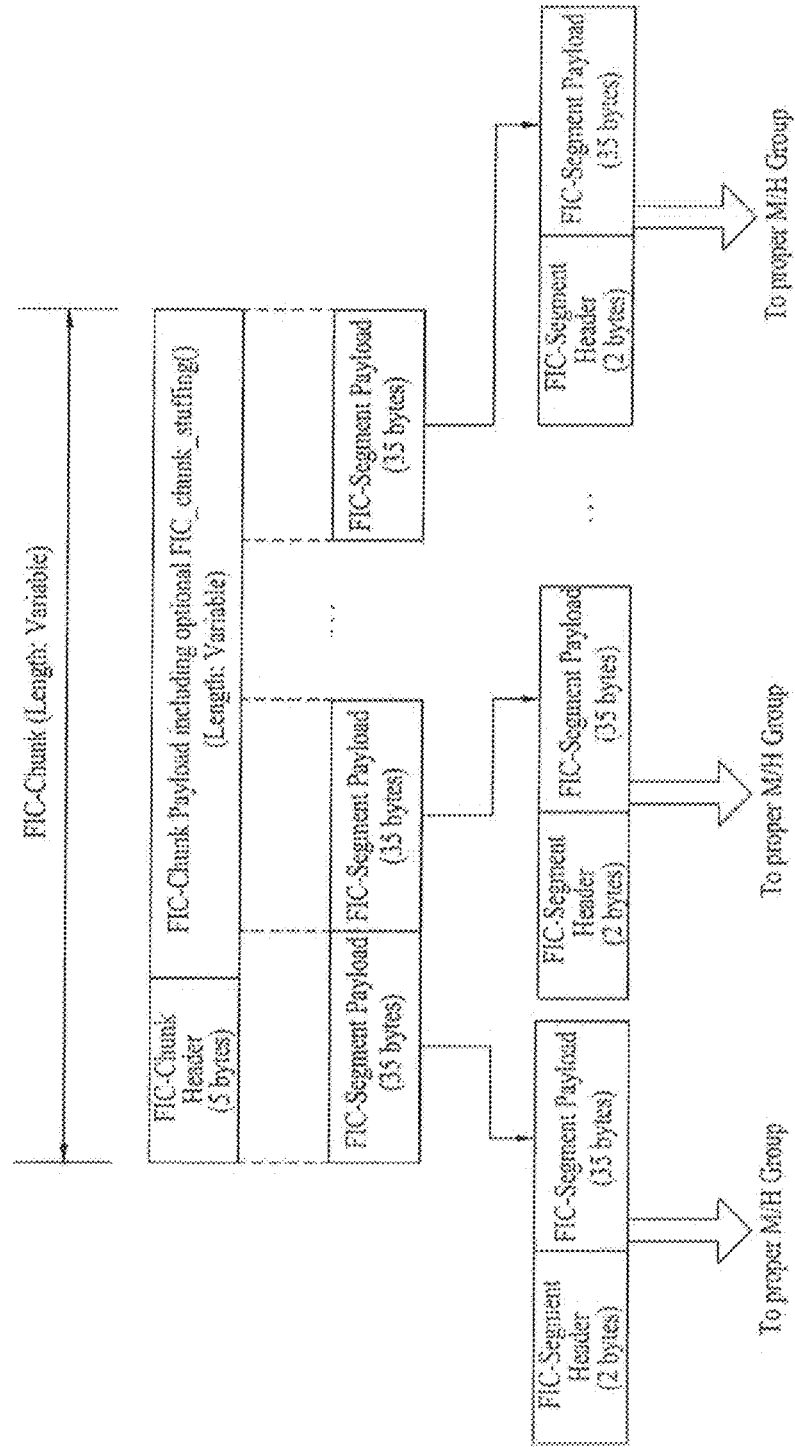 FIC-Chunk (Length: Variable)
FIC-Chunk
Header
(5 bytes)
FIC-Chunk Payload including optional FIC_chunk_stuffing()
(Length: Variable)
FIC-Segment Payload
(35 bytes)
FIC-Segment Payload
(35 bytes)
...
FIC-Segment Payload
(35 bytes)
FIC-Segment
Header
(2 bytes)
FIC-Segment Payload
(35 bytes)
FIC-Segment
Header
(2 bytes)
FIC-Segment Payload
(35 bytes)
...
FIC-Segment
Header
(2 bytes)
FIC-Segment Payload
(35 bytes)
To proper M/H Group
To proper M/H Group
To proper M/H Group